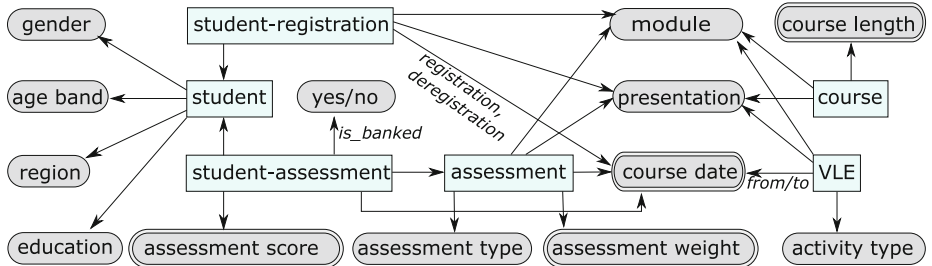 gender
student-registration
module
course length
age band
student
yes/no
registration,
deregistration
presentation
course
is_banked
region
student-assessment
assessment
course date
from/to
VLE
education
assessment score
assessment type
assessment weight
activity type